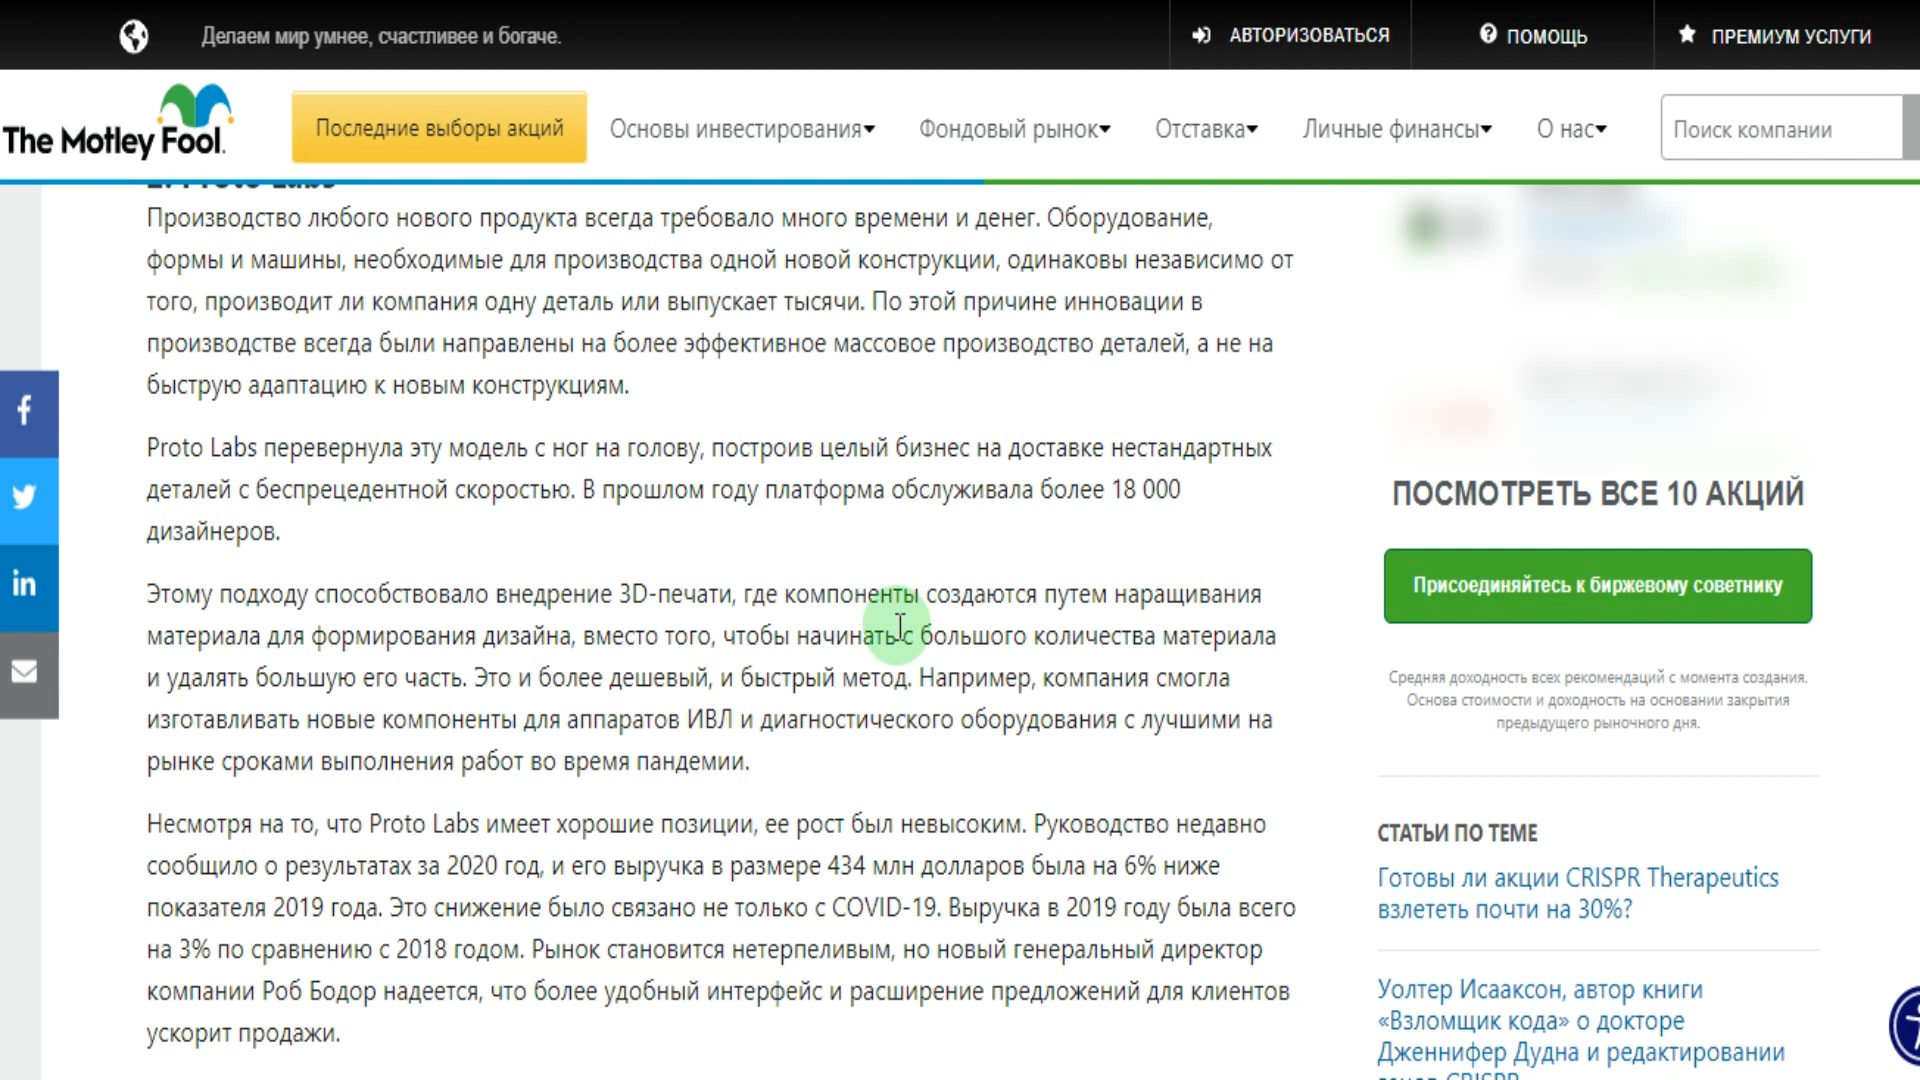 Делаем мир умнее, счастливее и богаче.
АВТОРИЗОВАТЬСЯ
ПОМОЩЬ
ПРЕМИУМ УСЛУГИ
The Motley Fool.
Последние выборы акций
Основы инвестирования
Фондовый рынок
Отставка
Личные финансы
О нас
Поиск компании
Производство любого нового продукта всегда требовало много времени и денег. Оборудование,
формы и машины, необходимые для производства одной новой конструкции, одинаковы независимо от
того, производит ли компания одну деталь или выпускает тысячи. По этой причине инновации в
производстве всегда были направлены на более эффективное массовое производство деталей, а не на
быструю адаптацию к новым конструкциям.
Proto Labs перевернула эту модель с ног на голову, построив целый бизнес на доставке нестандартных
деталей с беспрецедентной скоростью. В прошлом году платформа обслуживала более 18 000
дизайнеров.
Этому подходу способствовало внедрение 3D-печати, где компоненты создаются путем наращивания
материала для формирования дизайна, вместо того, чтобы начинать с большого количества материала
и удалять большую его часть. Это и более дешевый, и быстрый метод. Например, компания смогла
изготавливать новые компоненты для аппаратов ИВЛ и диагностического оборудования с лучшими на
рынке сроками выполнения работ во время пандемии.
Несмотря на то, что Proto Labs имеет хорошие позиции, ее рост был невысоким. Руководство недавно
сообщило о результатах за 2020 год, и его выручка в размере 434 млн долларов была на 6% ниже
показателя 2019 года. Это снижение было связано не только с COVID-19. Выручка в 2019 году была всего
на 3% по сравнению с 2018 годом. Рынок становится нетерпеливым, но новый генеральный директор
компании Роб Бодор надеется, что более удобный интерфейс и расширение предложений для клиентов
ускорит продажи.
ПОСМОТРЕТЬ ВСЕ 10 АКЦИЙ
Присоединяйтесь к биржевому советнику
Средняя доходность всех рекомендаций с момента создания.
Основа стоимости и доходность на основании закрытия
предыдущего рыночного дня.
СТАТЬИ ПО ТЕМЕ
Готовы ли акции CRISPR Therapeutics
взлететь почти на 30%?
Уолтер Исааксон, автор книги
«Взломщик кода» о докторе
Дженнифер Дудна и редактировании